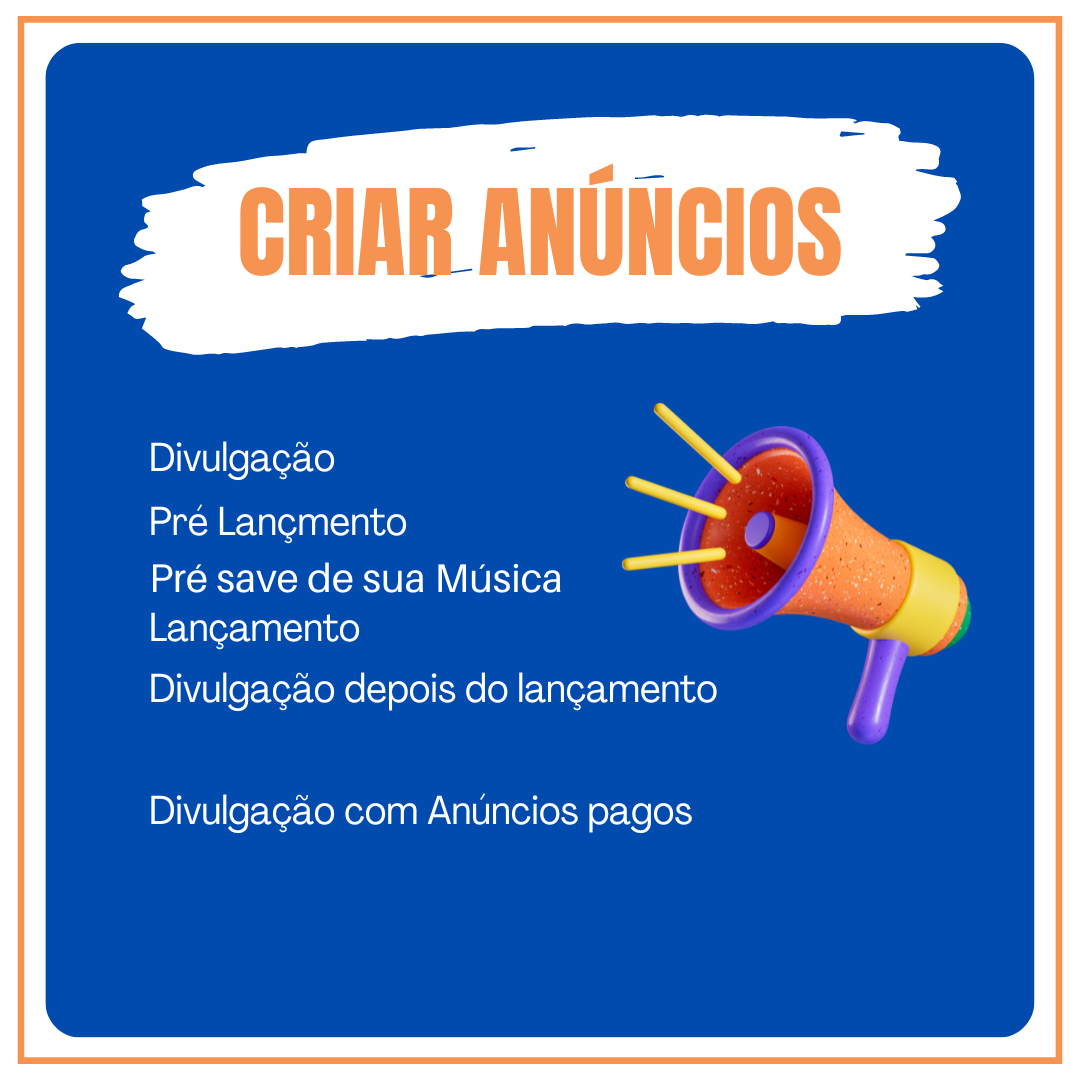 CRIAR ANÚNCIOS
Divulgação
Pré Lançmento
Pré save de sua Música
Lançamento
Divulgação depois do lançamento
Divulgação com Anúncios pagos